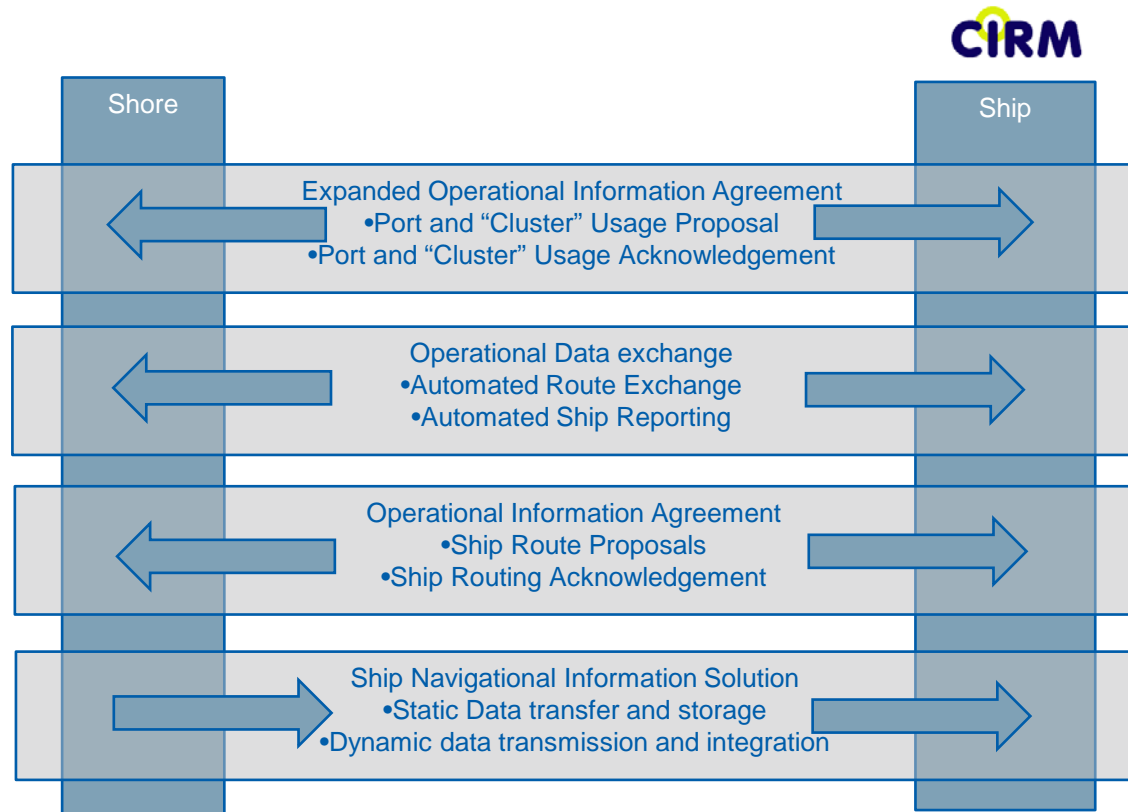 CIRM
Shore
Ship
Expanded Operational Information Agreement
•Port and “Cluster” Usage Proposal
•Port and “Cluster” Usage Acknowledgement
Operational Data exchange
•Automated Route Exchange
•Automated Ship Reporting
Operational Information Agreement
•Ship Route Proposals
•Ship Routing Acknowledgement
Ship Navigational Information Solution
•Static Data transfer and storage
•Dynamic data transmission and integration